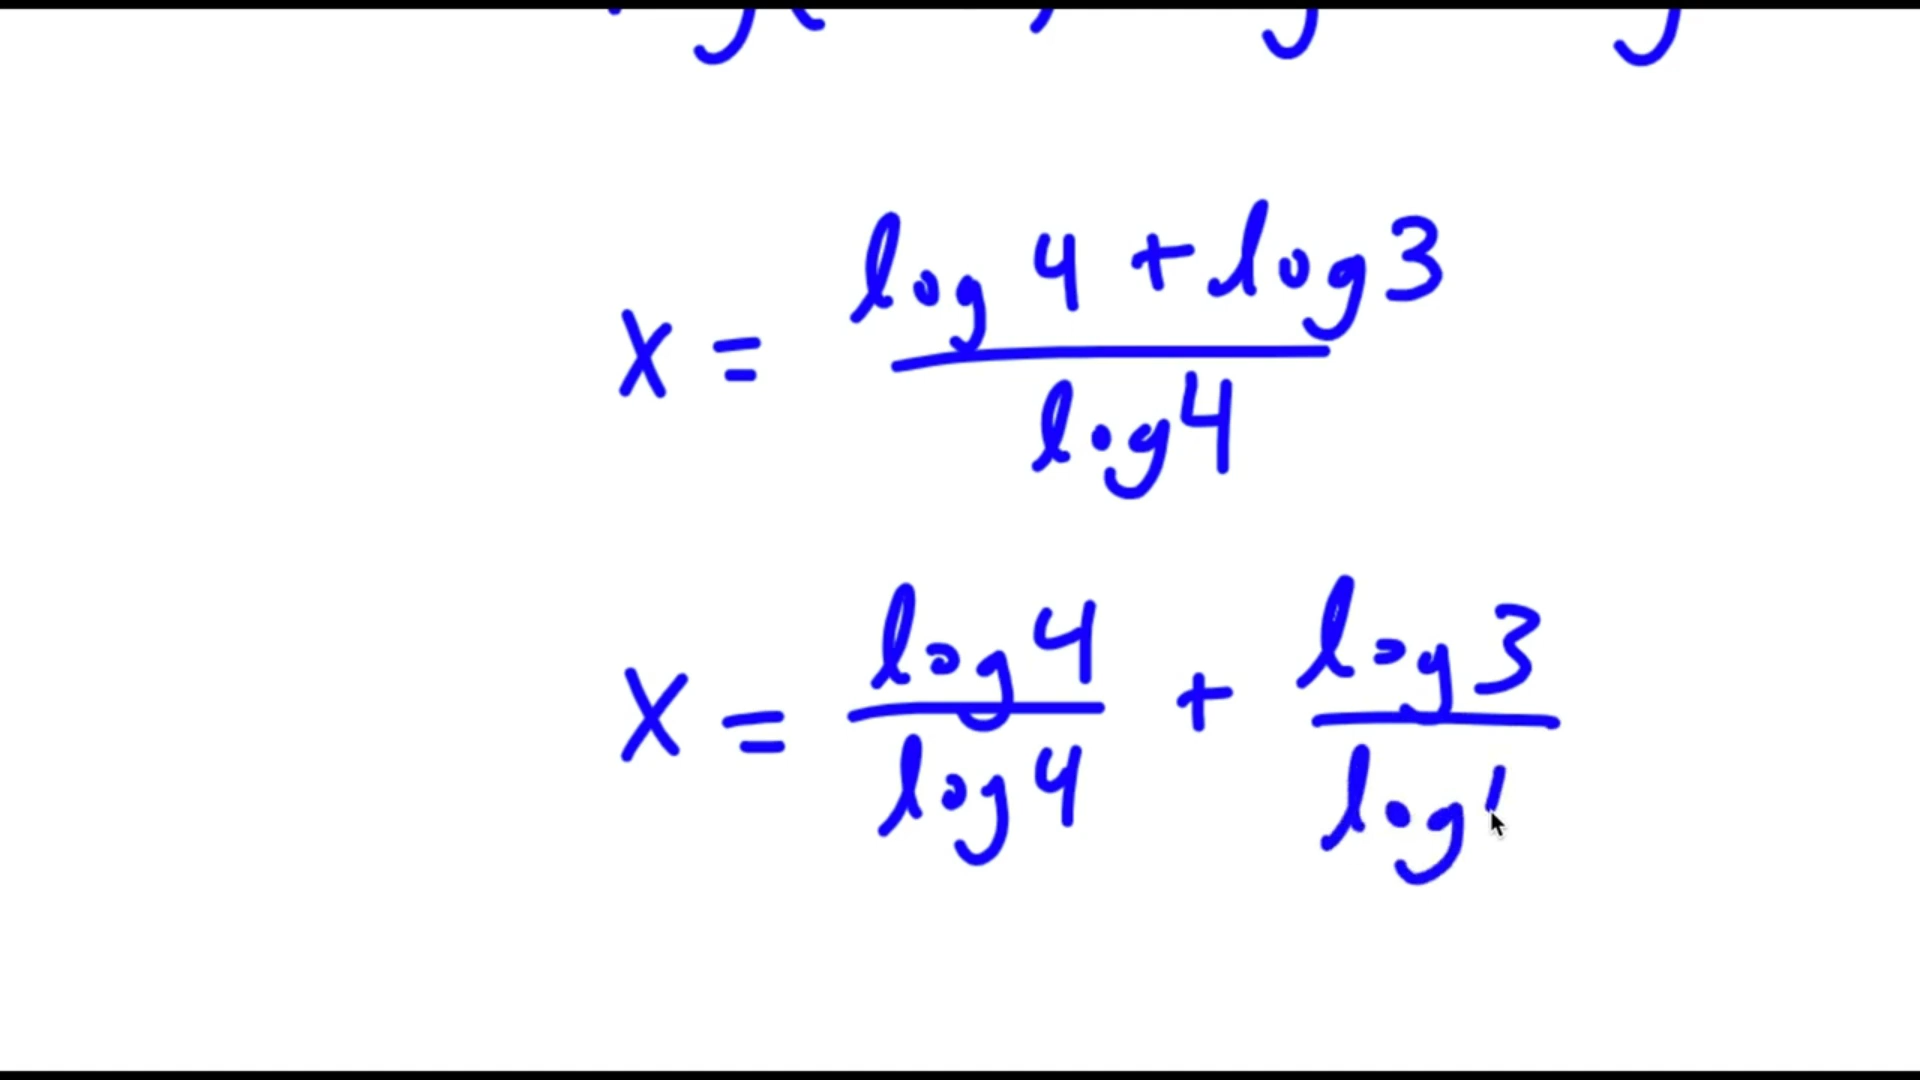 x = (log 4 + log 3) / (log 4)
x = (log 4) / (log 4) + (log 3) / (log